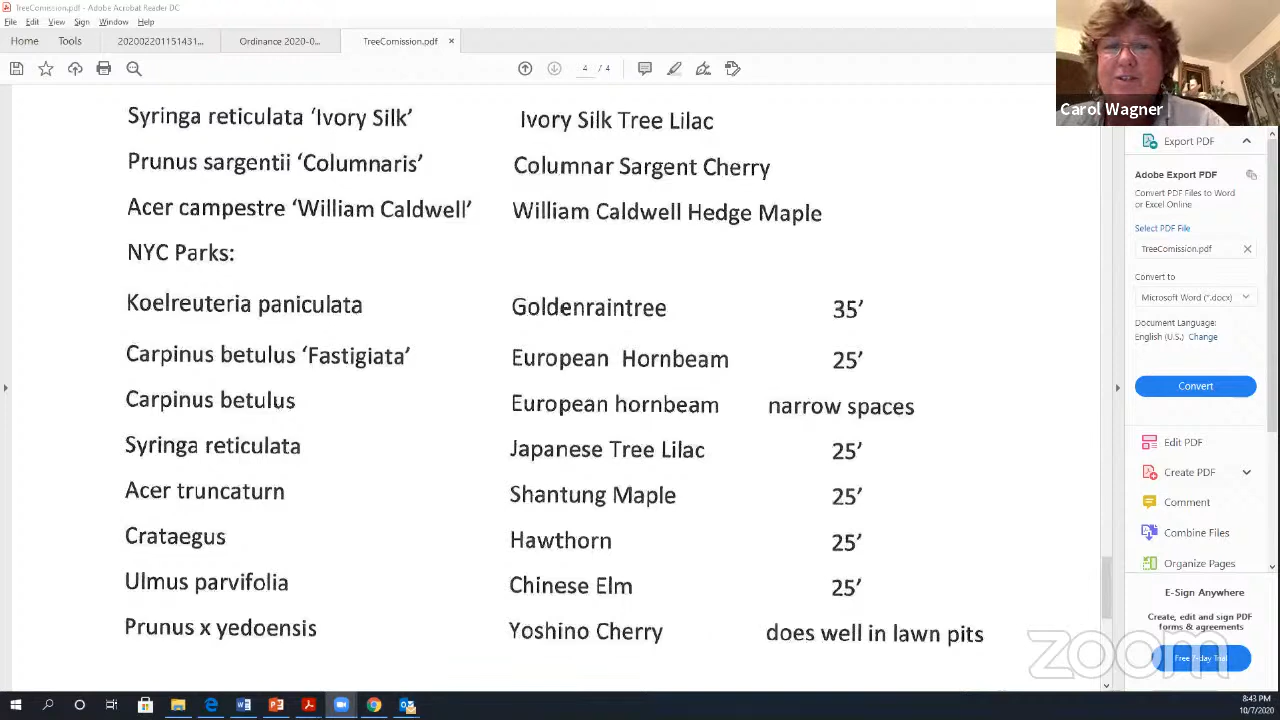 TreeComission.pdf - Adobe Acrobat Reader DC
File Edit View Sign Window Help
Home Tools 202002201151431... Ordinance 2020-0... TreeComission.pdf ×
4 / 4
Carol Wagner
Syringa reticulata ‘Ivory Silk’ Ivory Silk Tree Lilac
Prunus sargentii ‘Columnaris’ Columnar Sargent Cherry
Acer campestre ‘William Caldwell’ William Caldwell Hedge Maple
NYC Parks:
Koelreuteria paniculata Goldenraintree 35’
Carpinus betulus ‘Fastigiata’ European Hornbeam 25’
Carpinus betulus European hornbeam narrow spaces
Syringa reticulata Japanese Tree Lilac 25’
Acer truncaturn Shantung Maple 25’
Crataegus Hawthorn 25’
Ulmus parvifolia Chinese Elm 25’
Prunus x yedoensis Yoshino Cherry does well in lawn pits
Export PDF
Adobe Export PDF
Convert PDF Files to Word
or Excel Online
Select PDF File
TreeComission.pdf
Convert to
Microsoft Word (*.docx)
Document Language:
English (U.S.) Change
Convert
Edit PDF
Create PDF
Comment
Combine Files
Organize Pages
E-Sign Anywhere
Create, edit and sign PDF
forms & agreements
Free 7-day Trial
zoom
8:43 PM
10/7/2020